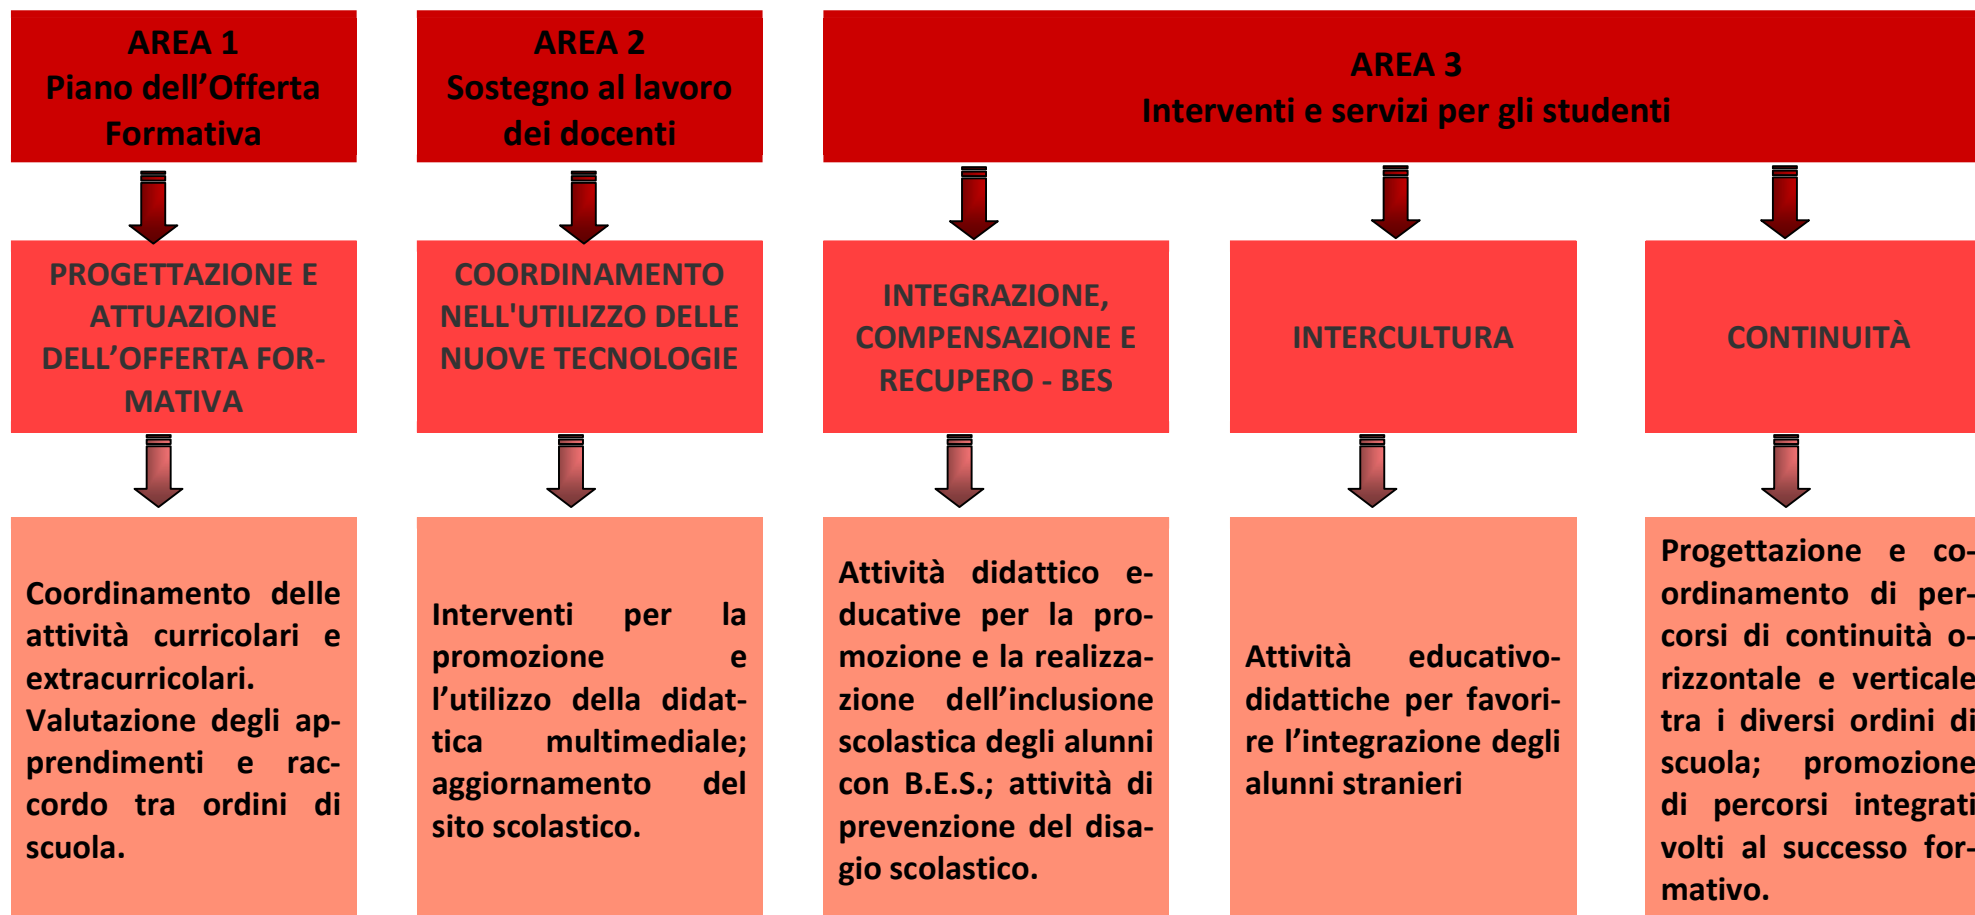 AREA 1
Piano dell’Offerta
Formativa
AREA 2
Sostegno al lavoro
dei docenti
AREA 3
Interventi e servizi per gli studenti
PROGETTAZIONE E
ATTUAZIONE
DELL’OFFERTA FOR-
MATIVA
COORDINAMENTO
NELL'UTILIZZO DELLE
NUOVE TECNOLOGIE
INTEGRAZIONE,
COMPENSAZIONE E
RECUPERO - BES
INTERCULTURA
CONTINUITÀ
Coordinamento delle
attività curricolari e
extracurricolari.
Valutazione degli ap-
prendimenti e rac-
cordo tra ordini di
scuola.
Interventi per la
promozione e
l’utilizzo della didat-
tica multimediale;
aggiornamento del
sito scolastico.
Attività didattico e-
ducative per la pro-
mozione e la realizza-
zione dell’inclusione
scolastica degli alunni
con B.E.S.; attività di
prevenzione del disa-
gio scolastico.
Attività educativo-
didattiche per favori-
re l’integrazione degli
alunni stranieri
Progettazione e co-
ordinamento di per-
corsi di continuità o-
rizzontale e verticale
tra i diversi ordini di
scuola; promozione
di percorsi integrati
volti al successo for-
mativo.